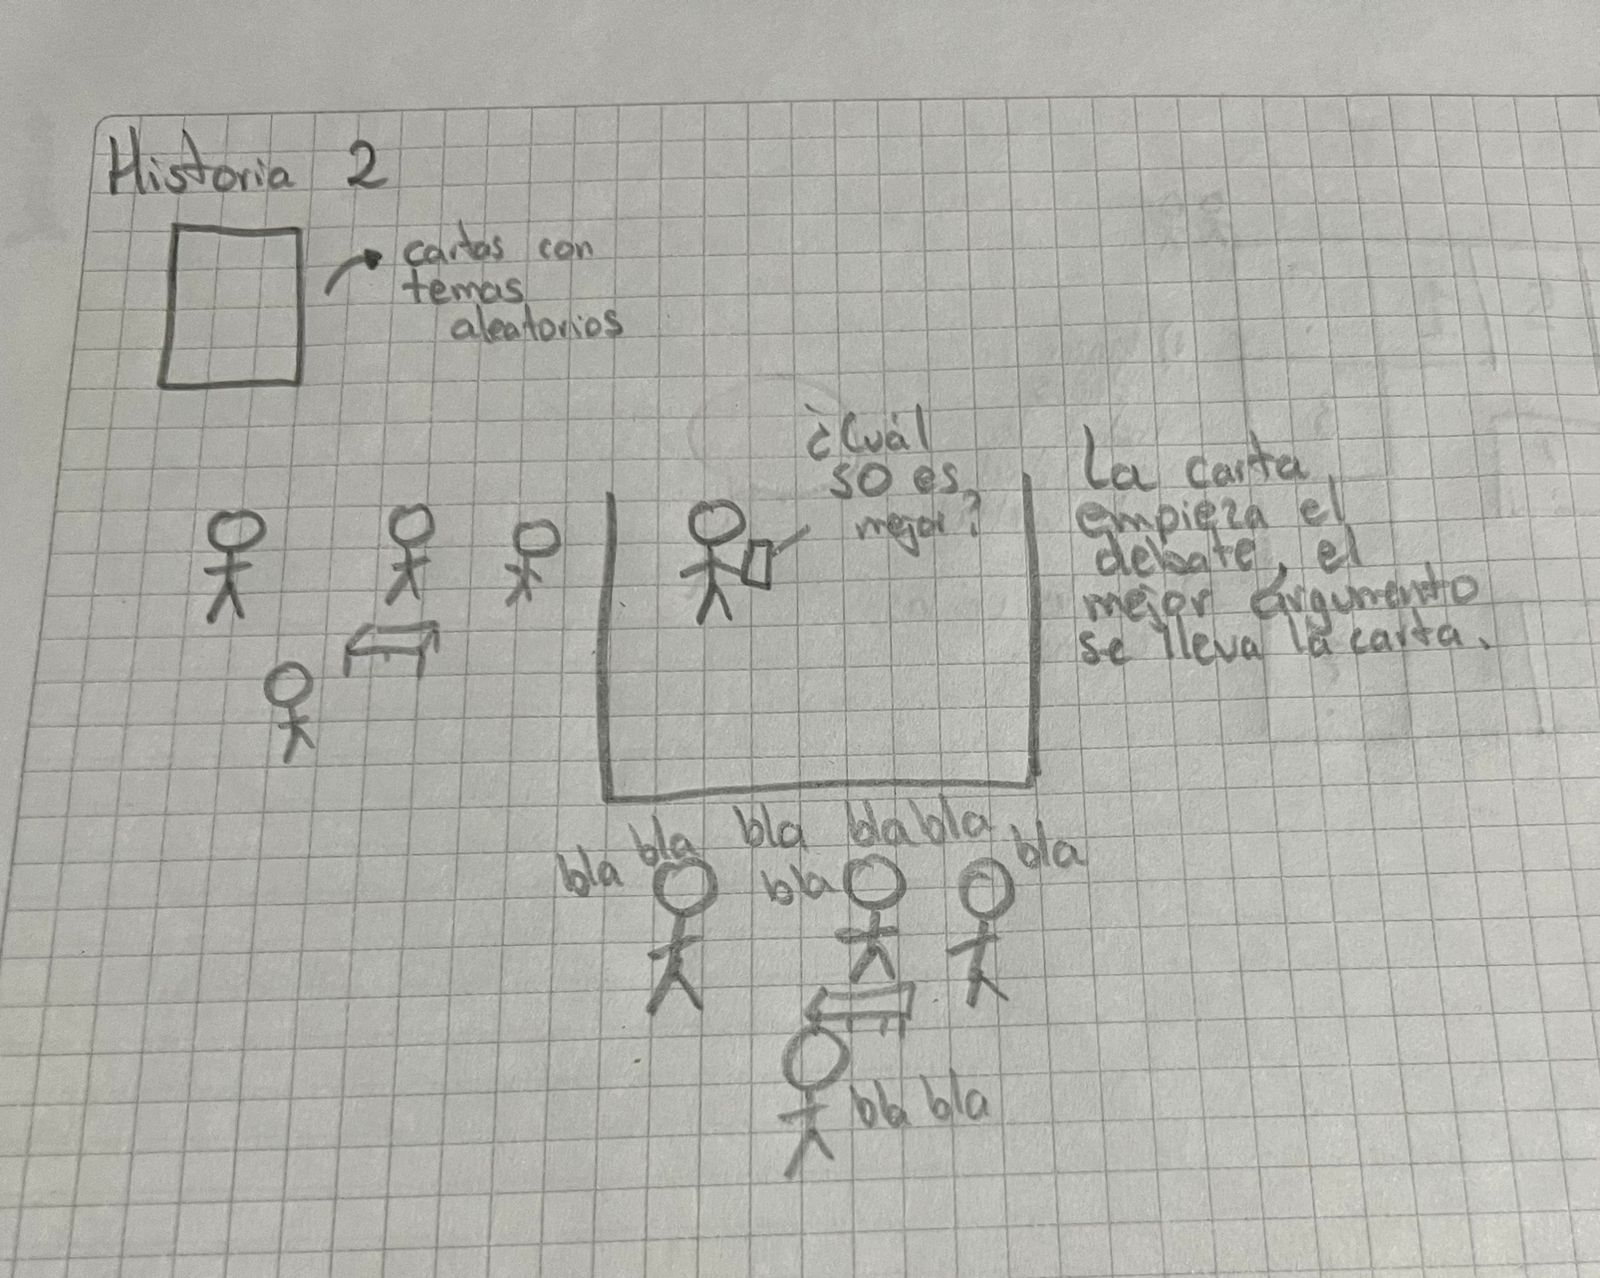 Historia 2
cartas con
temas
aleatorios
¿Cuál
SO es
mejor?
La carta
empieza el
debate, el
mejor argumento
se lleva la carta.
bla bla bla bla bla bla
bla
bla bla